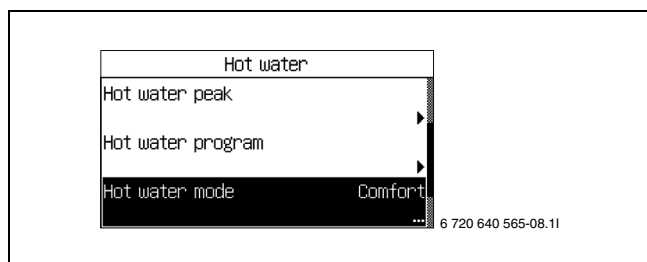 Hot water
Hot water peak
Hot water program
Hot water mode Comfort
...
6 720 640 565-08.1I